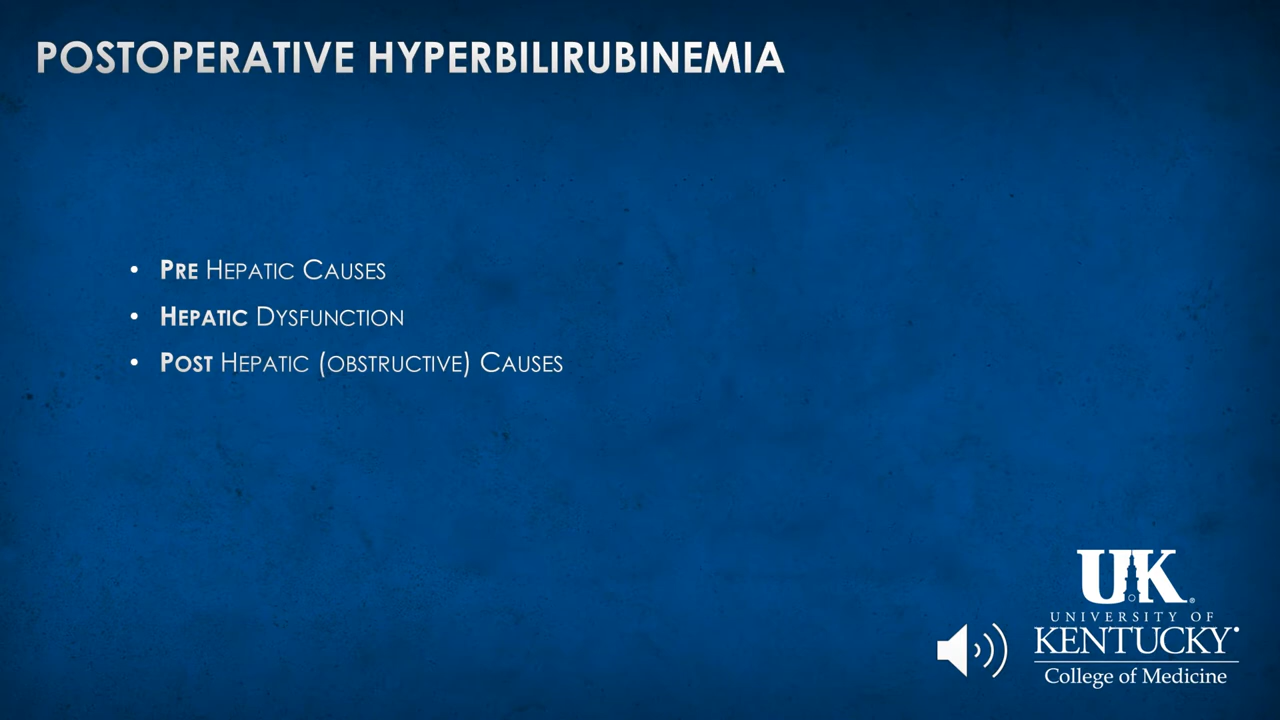 POSTOPERATIVE HYPERBILIRUBINEMIA
• PRE HEPATIC CAUSES
• HEPATIC DYSFUNCTION
• POST HEPATIC (OBSTRUCTIVE) CAUSES
UK®
UNIVERSITY OF
KENTUCKY
College of Medicine